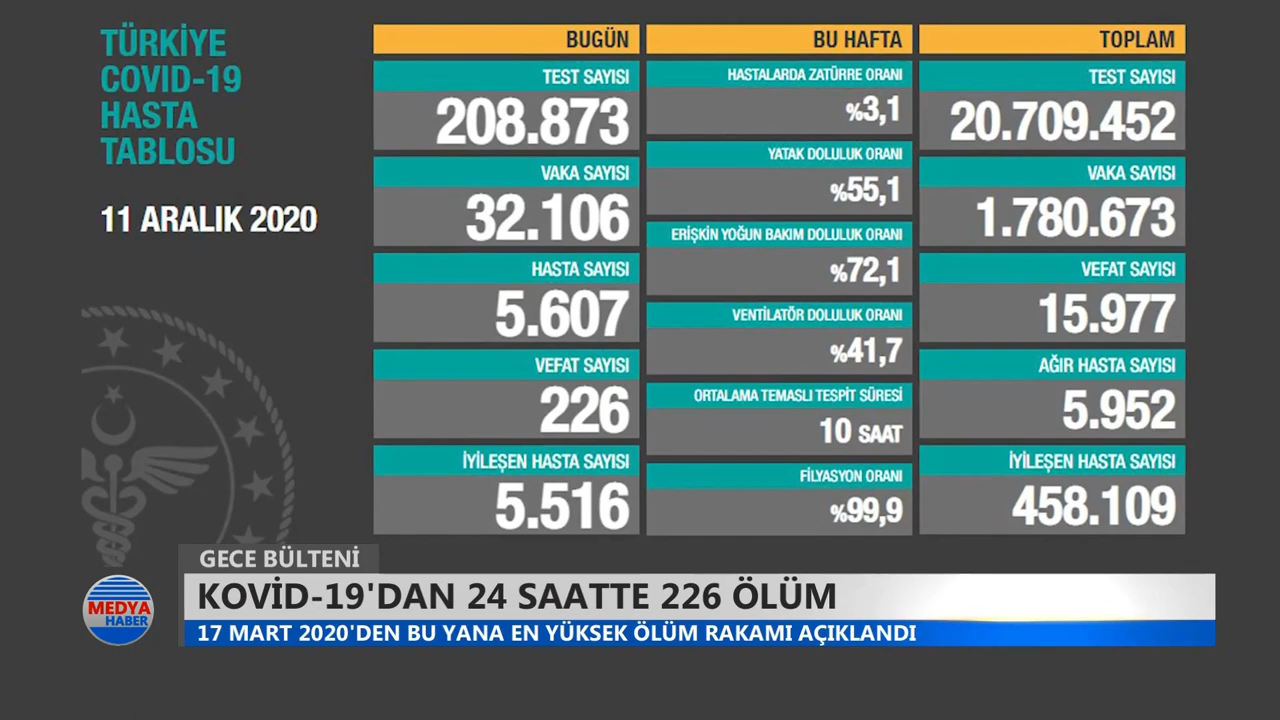 TÜRKİYE
COVID-19
HASTA
TABLOSU
11 ARALIK 2020
BUGÜN
TEST SAYISI
208.873
VAKA SAYISI
32.106
HASTA SAYISI
5.607
VEFAT SAYISI
226
İYİLEŞEN HASTA SAYISI
5.516
BU HAFTA
HASTALARDA ZATÜRRE ORANI
%3,1
YATAK DOLULUK ORANI
%55,1
ERİŞKİN YOĞUN BAKIM DOLULUK ORANI
%72,1
VENTİLATÖR DOLULUK ORANI
%41,7
ORTALAMA TEMASLI TESPİT SÜRESİ
10 SAAT
FİLYASYON ORANI
%99,9
TOPLAM
TEST SAYISI
20.709.452
VAKA SAYISI
1.780.673
VEFAT SAYISI
15.977
AĞIR HASTA SAYISI
5.952
İYİLEŞEN HASTA SAYISI
458.109
GECE BÜLTENİ
KOVİD-19'DAN 24 SAATTE 226 ÖLÜM
17 MART 2020'DEN BU YANA EN YÜKSEK ÖLÜM RAKAMI AÇIKLANDI
MEDYA
HABER